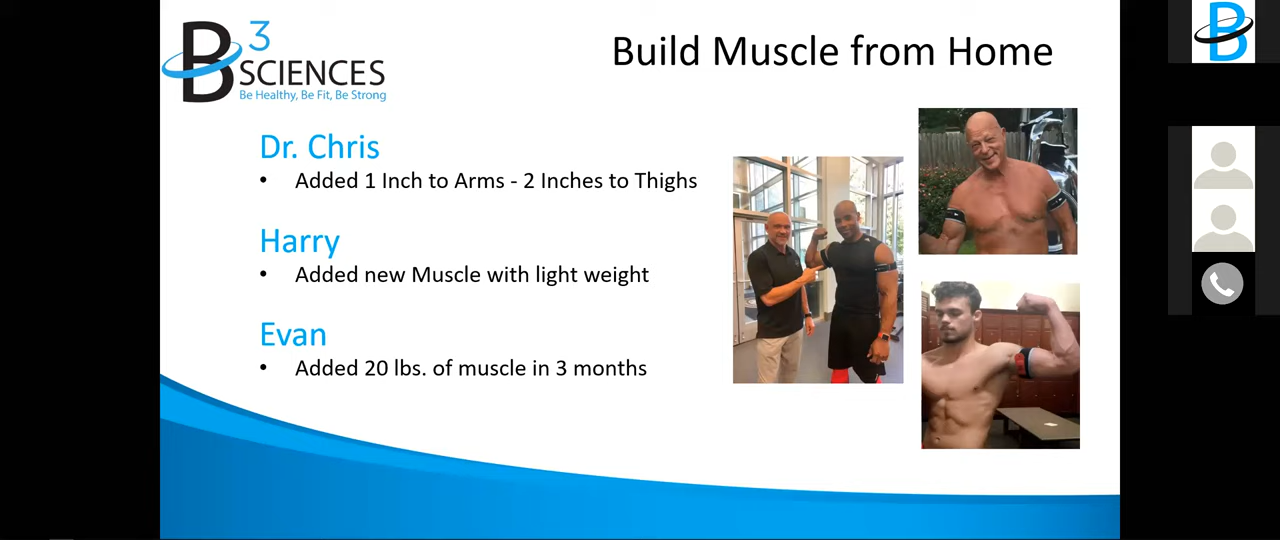 B3 SCIENCES
Be Healthy, Be Fit, Be Strong
Build Muscle from Home
Dr. Chris
• Added 1 Inch to Arms - 2 Inches to Thighs
Harry
• Added new Muscle with light weight
Evan
• Added 20 lbs. of muscle in 3 months
B